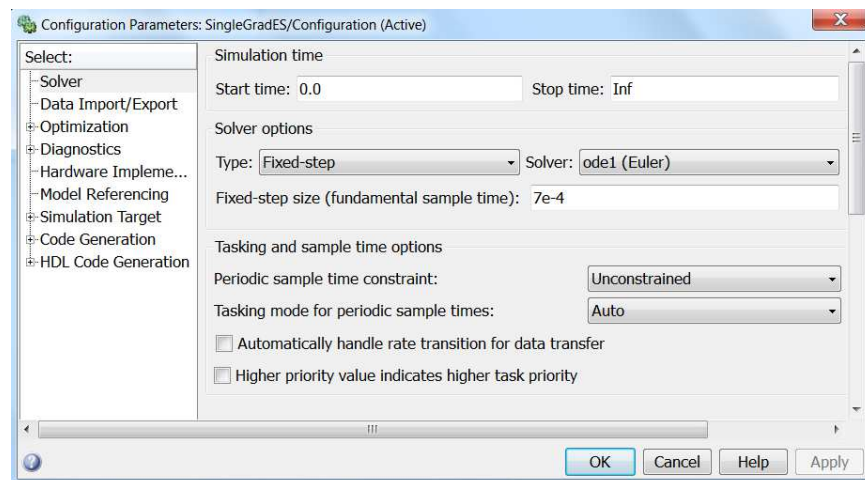 Configuration Parameters: SingleGradES/Configuration (Active)
Select:
Solver
Data Import/Export
Optimization
Diagnostics
Hardware Impleme...
Model Referencing
Simulation Target
Code Generation
HDL Code Generation
Simulation time
Start time: 0.0 Stop time: Inf
Solver options
Type: Fixed-step Solver: ode1 (Euler)
Fixed-step size (fundamental sample time): 7e-4
Tasking and sample time options
Periodic sample time constraint: Unconstrained
Tasking mode for periodic sample times: Auto
Automatically handle rate transition for data transfer
Higher priority value indicates higher task priority
OK Cancel Help Apply